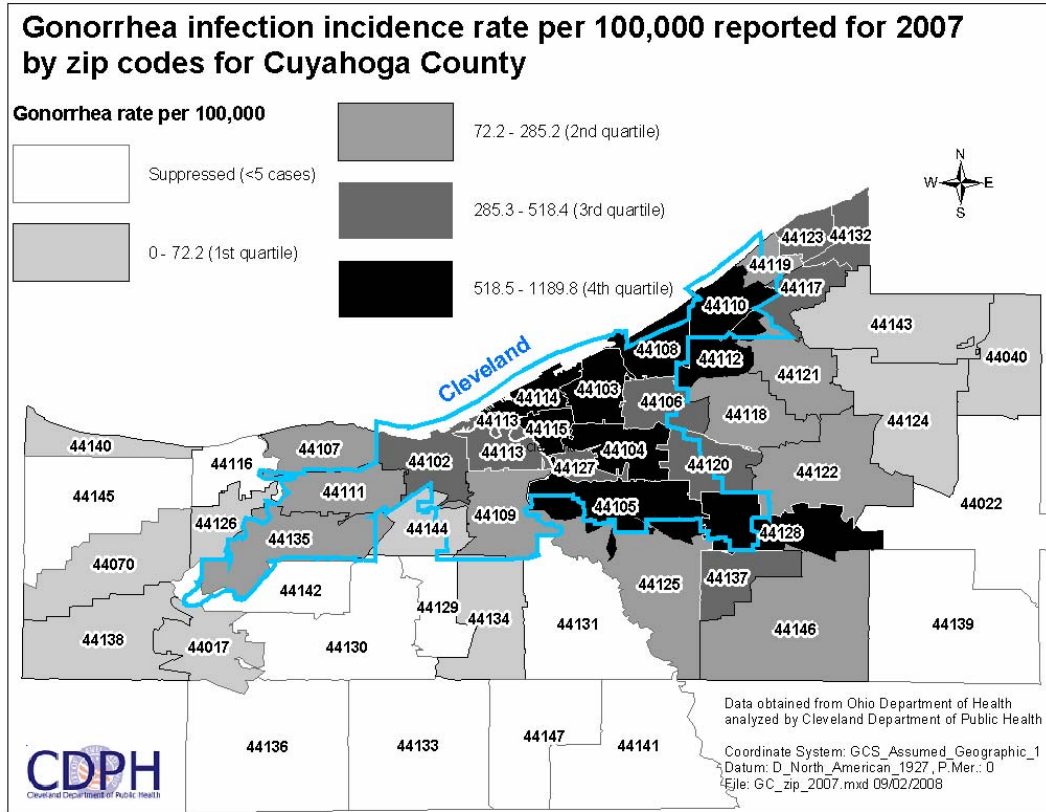 Gonorrhea infection incidence rate per 100,000 reported for 2007
by zip codes for Cuyahoga County
Gonorrhea rate per 100,000
Suppressed (<5 cases)
0 - 72.2 (1st quartile)
72.2 - 285.2 (2nd quartile)
285.3 - 518.4 (3rd quartile)
518.5 - 1189.8 (4th quartile)
N
W E
S
44123 44132
44119
44117
44110
44143
44040
44108
44112
44121
Cleveland
44103
44114
44106
44118
44124
44113
44115
44140
44107
44116
44102
44113
44104
44127
44120
44122
44145
44111
44022
44126
44144
44109
44105
44135
44128
44070
44142
44125
44137
44129
44134
44131
44138
44017
44130
44146
44139
44136
44133
44147
44141
Data obtained from Ohio Department of Health
analyzed by Cleveland Department of Public Health
Coordinate System: GCS_Assumed_Geographic_1
Datum: D_North_American_1927, P.Mer.: 0
File: GC_zip_2007.mxd 09/02/2008
CDPH
Cleveland Department of Public Health